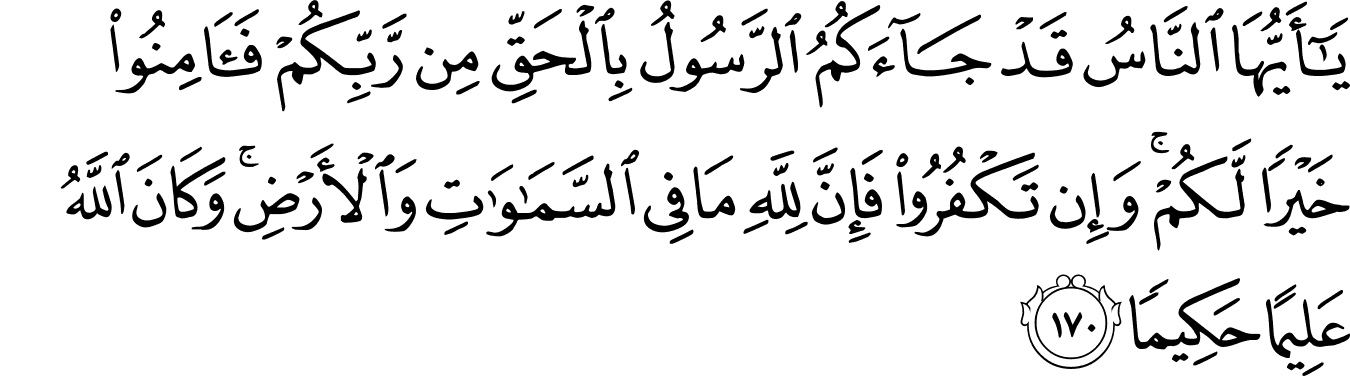 يَـٰٓأَيُّهَا ٱلنَّاسُ قَدْ جَآءَكُمُ ٱلرَّسُولُ بِٱلْحَقِّ مِن رَّبِّكُمْ فَـَٔامِنُوا۟
خَيْرًا لَّكُمْ ۚ وَإِن تَكْفُرُوا۟ فَإِنَّ لِلَّهِ مَا فِى ٱلسَّمَـٰوَٰتِ وَٱلْأَرْضِ ۚ وَكَانَ ٱللَّهُ
عَلِيمًا حَكِيمًا ١٧٠